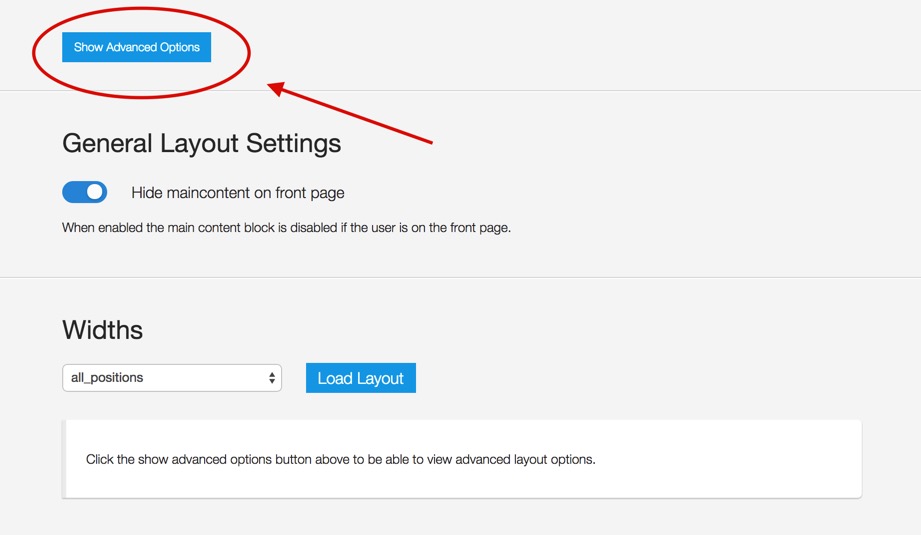 Show Advanced Options
General Layout Settings
Hide maincontent on front page
When enabled the main content block is disabled if the user is on the front page.
Widths
all_positions
Load Layout
Click the show advanced options button above to be able to view advanced layout options.